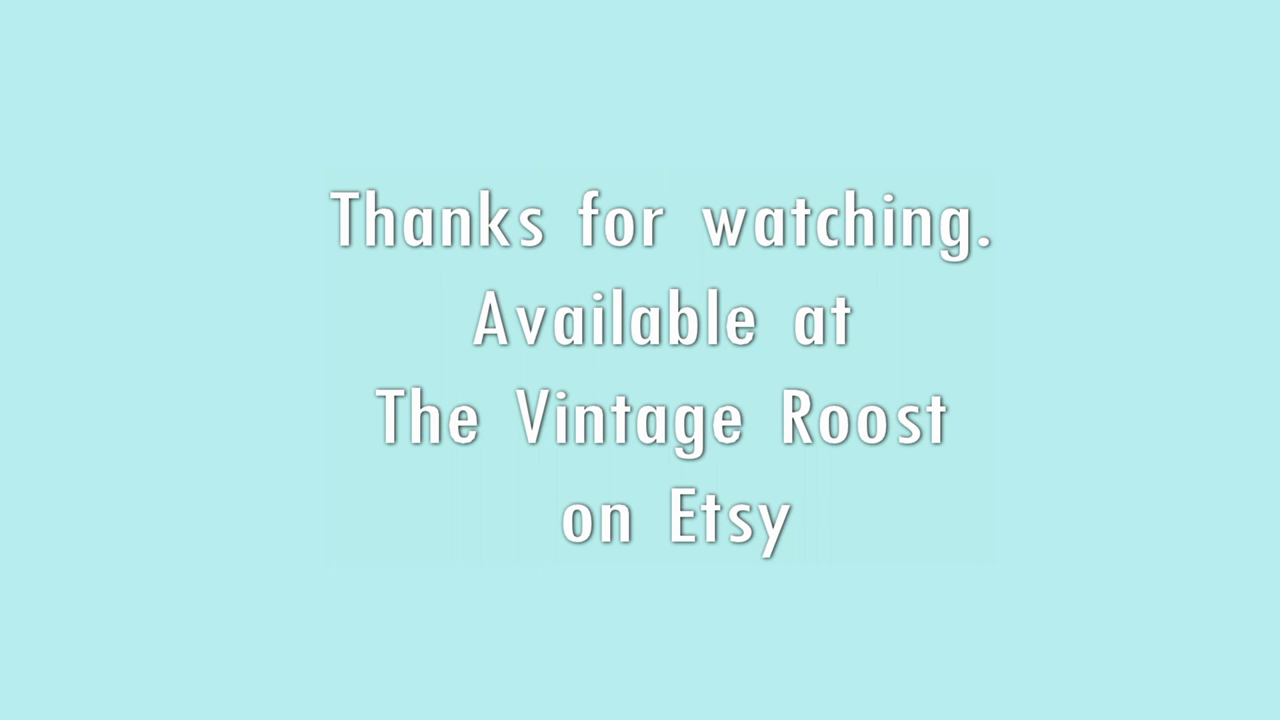 Thanks for watching.
Available at
The Vintage Roost
on Etsy